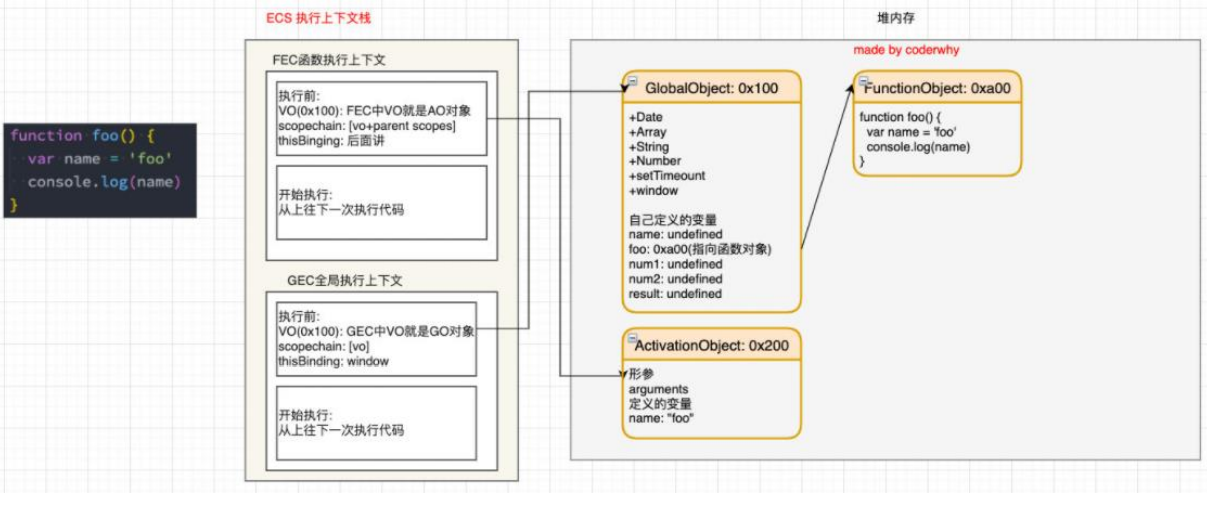 ECS 执行上下文栈
堆内存
function foo() {
var name = 'foo'
console.log(name)
}
FEC函数执行上下文
执行前:
VO(0x100): FEC中VO就是AO对象
scopechain: [vo+parent scopes]
thisBinging: 后面讲
开始执行:
从上往下一次执行代码
GEC全局执行上下文
执行前:
VO(0x100): GEC中VO就是GO对象
scopechain: [vo]
thisBinding: window
开始执行:
从上往下一次执行代码
made by coderwhy
GlobalObject: 0x100
+Date
+Array
+String
+Number
+setTimeount
+window
自己定义的变量
name: undefined
foo: 0xa00(指向函数对象)
num1: undefined
num2: undefined
result: undefined
FunctionObject: 0xa00
function foo() {
var name = 'foo'
console.log(name)
}
ActivationObject: 0x200
形参
arguments
定义的变量
name: "foo"